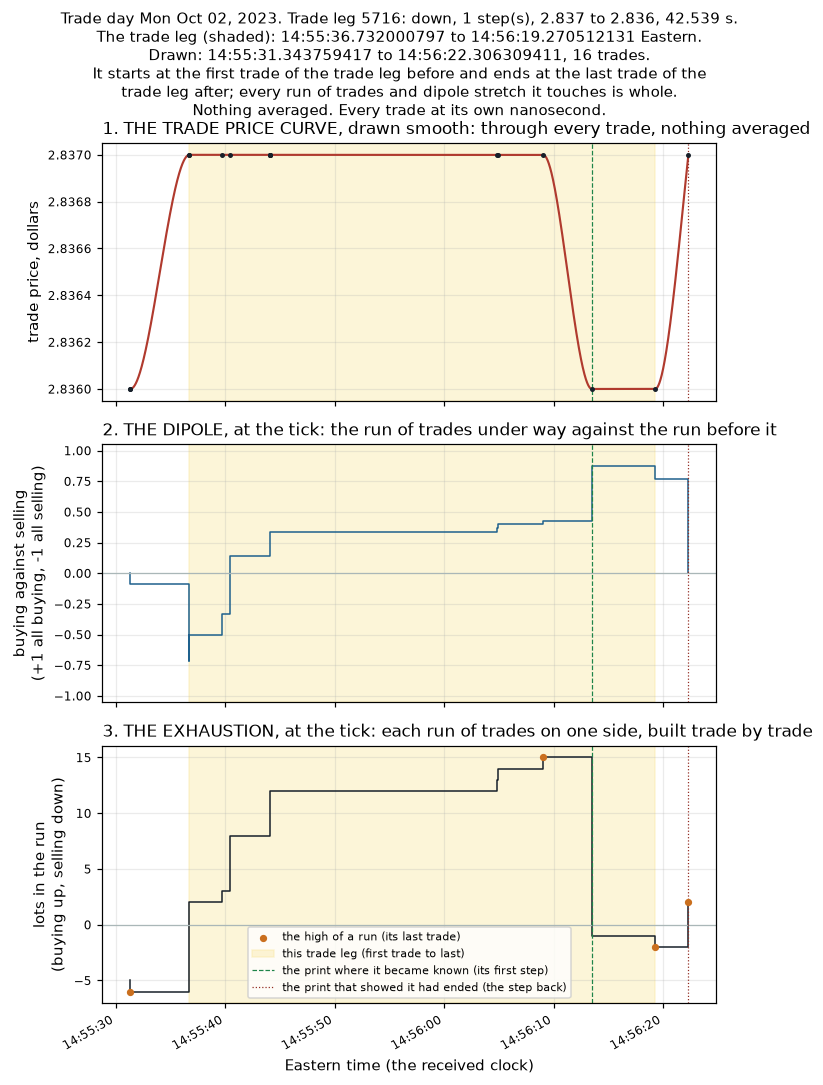 Trade day Mon Oct 02, 2023. Trade leg 5716: down, 1 step(s), 2.837 to 2.836, 42.539 s.
The trade leg (shaded): 14:55:36.732000797 to 14:56:19.270512131 Eastern.
Drawn: 14:55:31.343759417 to 14:56:22.306309411, 16 trades.
It starts at the first trade of the trade leg before and ends at the last trade of the
trade leg after; every run of trades and dipole stretch it touches is whole.
Nothing averaged. Every trade at its own nanosecond.
1. THE TRADE PRICE CURVE, drawn smooth: through every trade, nothing averaged
trade price, dollars
2.8370
2.8368
2.8366
2.8364
2.8362
2.8360
2. THE DIPOLE, at the tick: the run of trades under way against the run before it
buying against selling
(+1 all buying, -1 all selling)
1.00
0.75
0.50
0.25
0.00
−0.25
−0.50
−0.75
−1.00
3. THE EXHAUSTION, at the tick: each run of trades on one side, built trade by trade
lots in the run
(buying up, selling down)
15
10
5
0
−5
the high of a run (its last trade)
this trade leg (first trade to last)
the print where it became known (its first step)
the print that showed it had ended (the step back)
14:55:30
14:55:40
14:55:50
14:56:00
14:56:10
14:56:20
Eastern time (the received clock)